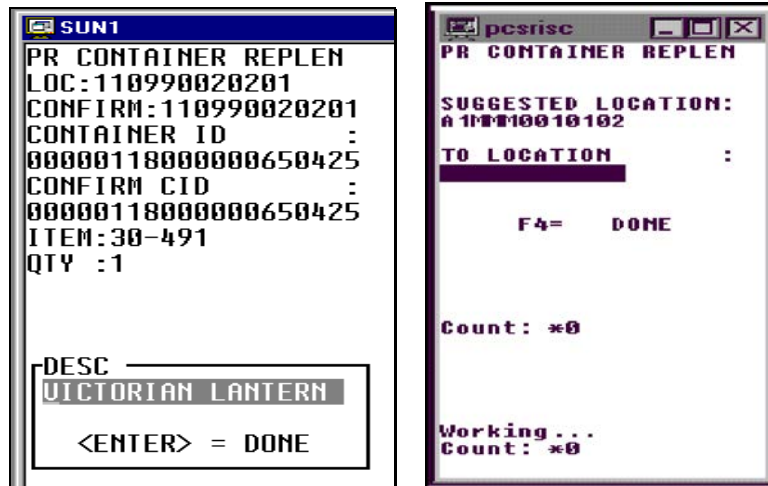 SUN1
PR CONTAINER REPLEN
LOC:110990020201
CONFIRM:110990020201
CONTAINER ID :
00000118000000650425
CONFIRM CID :
00000118000000650425
ITEM:30-491
QTY :1
DESC
VICTORIAN LANTERN
<ENTER> = DONE
pcsrisc
PR CONTAINER REPLEN
SUGGESTED LOCATION:
TO LOCATION :
F4= DONE
Count: *0
Working...
Count: *0